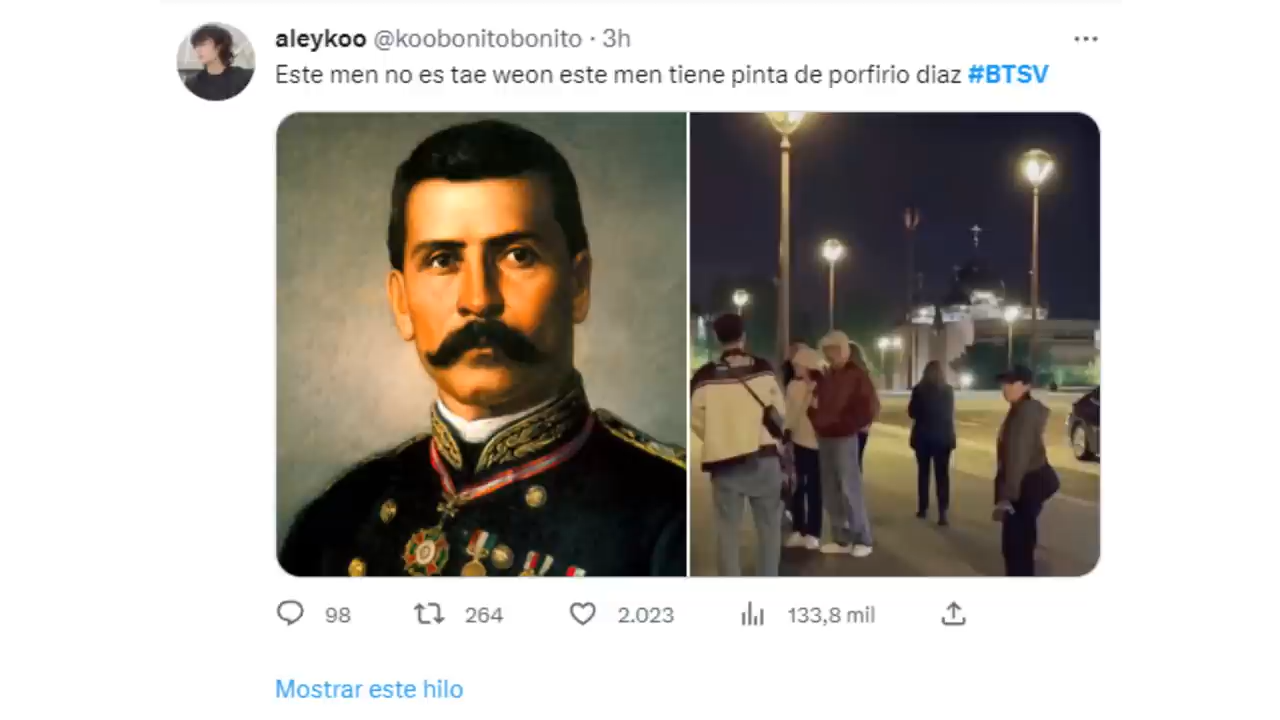 aleykoo @koobonitobonito · 3h
Este men no es tae weon este men tiene pinta de porfirio diaz #BTSV
98 264 2.023 133,8 mil
Mostrar este hilo